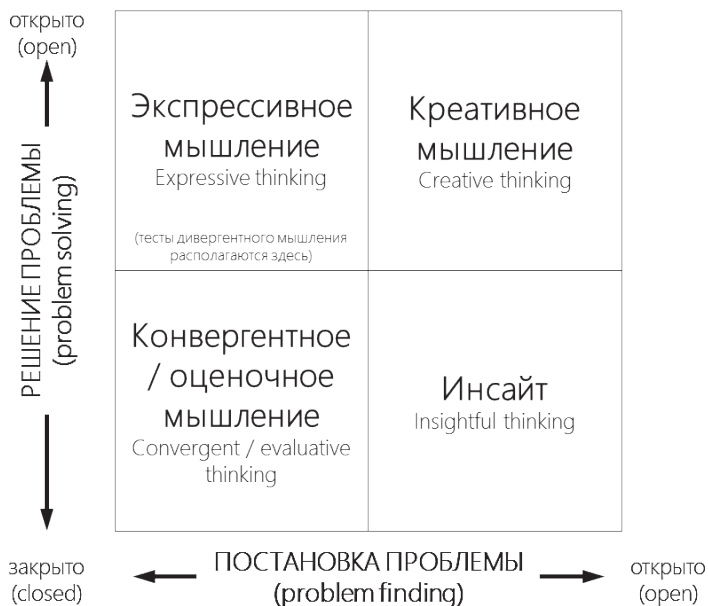 открыто
(open)
Экспрессивное
мышление
Expressive thinking
(тесты дивергентного мышления
располагаются здесь)
Креативное
мышление
Creative thinking
РЕШЕНИЕ ПРОБЛЕМЫ
(problem solving)
Конвергентное
/ оценочное
мышление
Convergent / evaluative
thinking
Инсайт
Insightful thinking
закрыто
(closed)
ПОСТАНОВКА ПРОБЛЕМЫ
(problem finding)
открыто
(open)